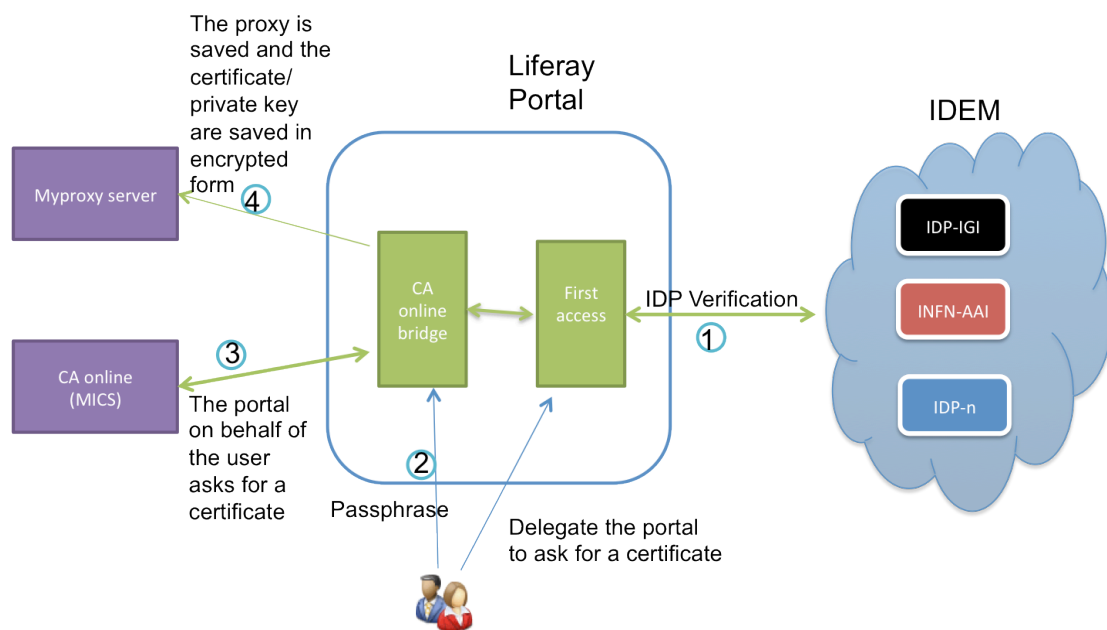 The proxy is
saved and the
certificate/
private key
are saved in
encrypted
form
4
Liferay
Portal
IDEM
Myproxy server
IDP-IGI
CA
online
bridge
First
access
IDP Verification
1
INFN-AAI
3
CA online
(MICS)
IDP-n
The portal
on behalf of
the user
asks for a
certificate
2
Passphrase
Delegate the portal
to ask for a certificate